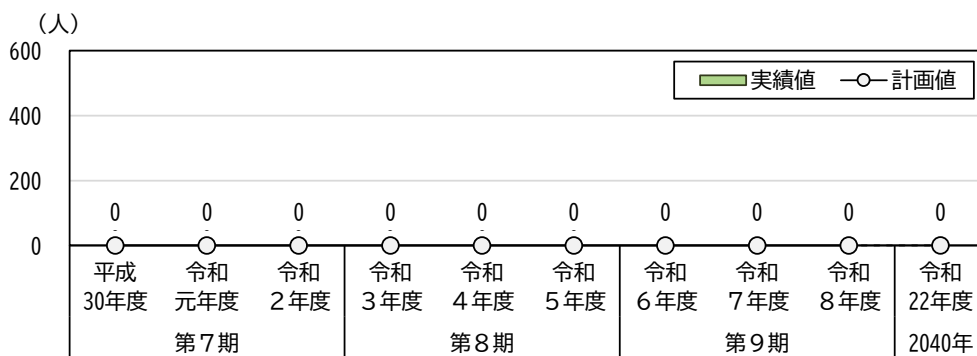 （人）
600
実績値 計画値
400
200
0 0 0 0 0 0 0 0 0 0
- - - - - - - - - -
0
平成 令和 令和 令和 令和 令和 令和 令和 令和 令和
30年度 元年度 ２年度 ３年度 ４年度 ５年度 ６年度 ７年度 ８年度 22年度
第７期 第８期 第９期 2040年